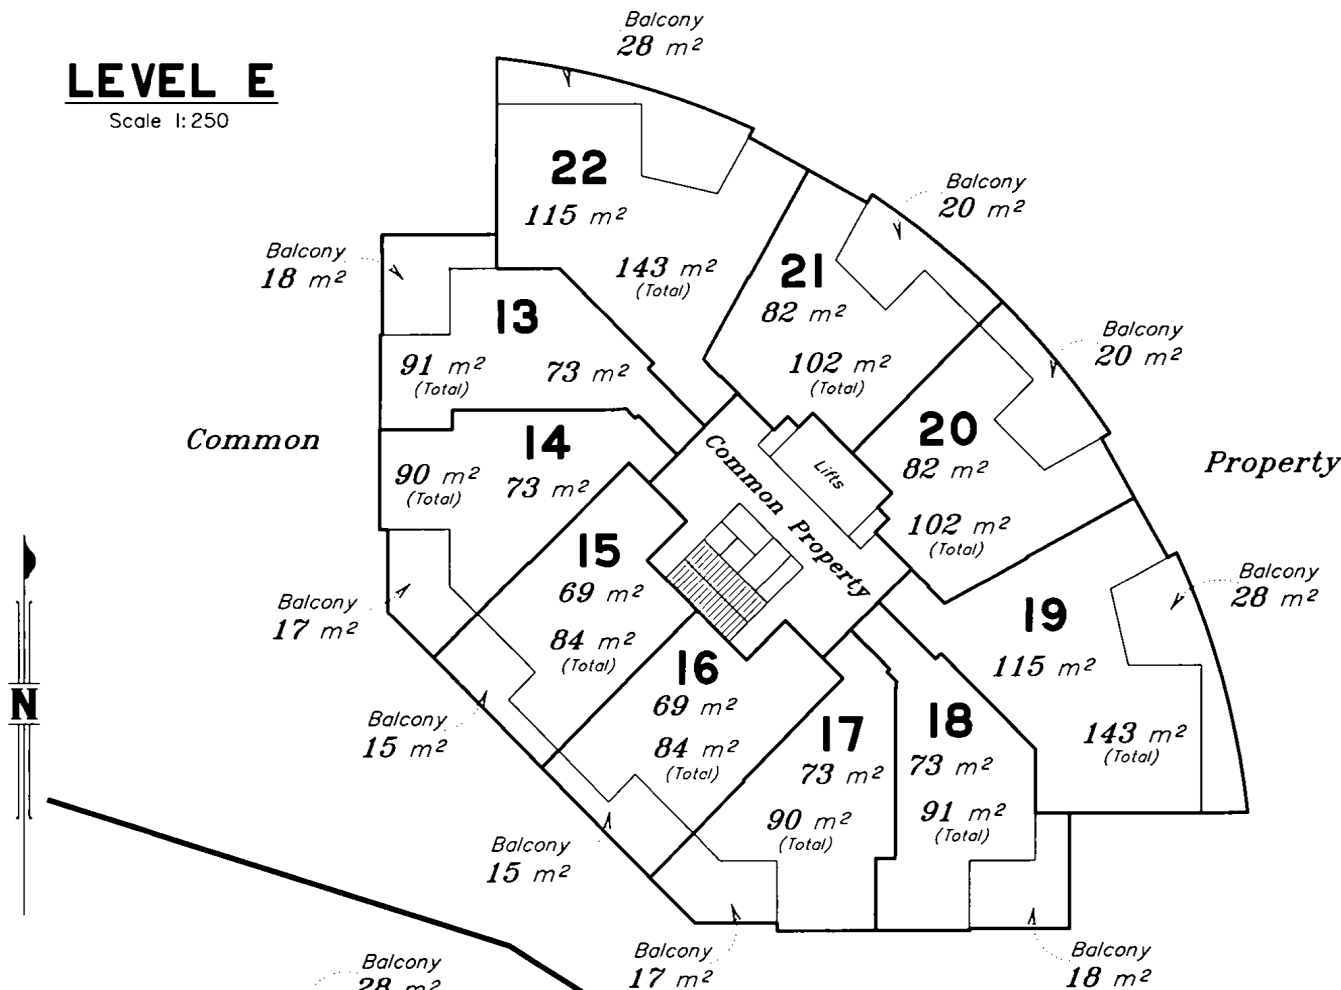 Balcony
28 m²
LEVEL E
Scale 1:250
22
115 m²
143 m²
(Total)
Balcony
20 m²
21
82 m²
102 m²
(Total)
Balcony
18 m²
13
91 m²
(Total)
73 m²
Balcony
20 m²
Common
14
90 m²
(Total)
73 m²
Common Property
Lifts
20
82 m²
102 m²
(Total)
Property
15
69 m²
84 m²
(Total)
Balcony
17 m²
19
115 m²
143 m²
(Total)
Balcony
28 m²
16
69 m²
84 m²
(Total)
17
73 m²
90 m²
(Total)
18
73 m²
91 m²
(Total)
N
Balcony
15 m²
Balcony
15 m²
Balcony
17 m²
Balcony
18 m²
Balcony
28 m²